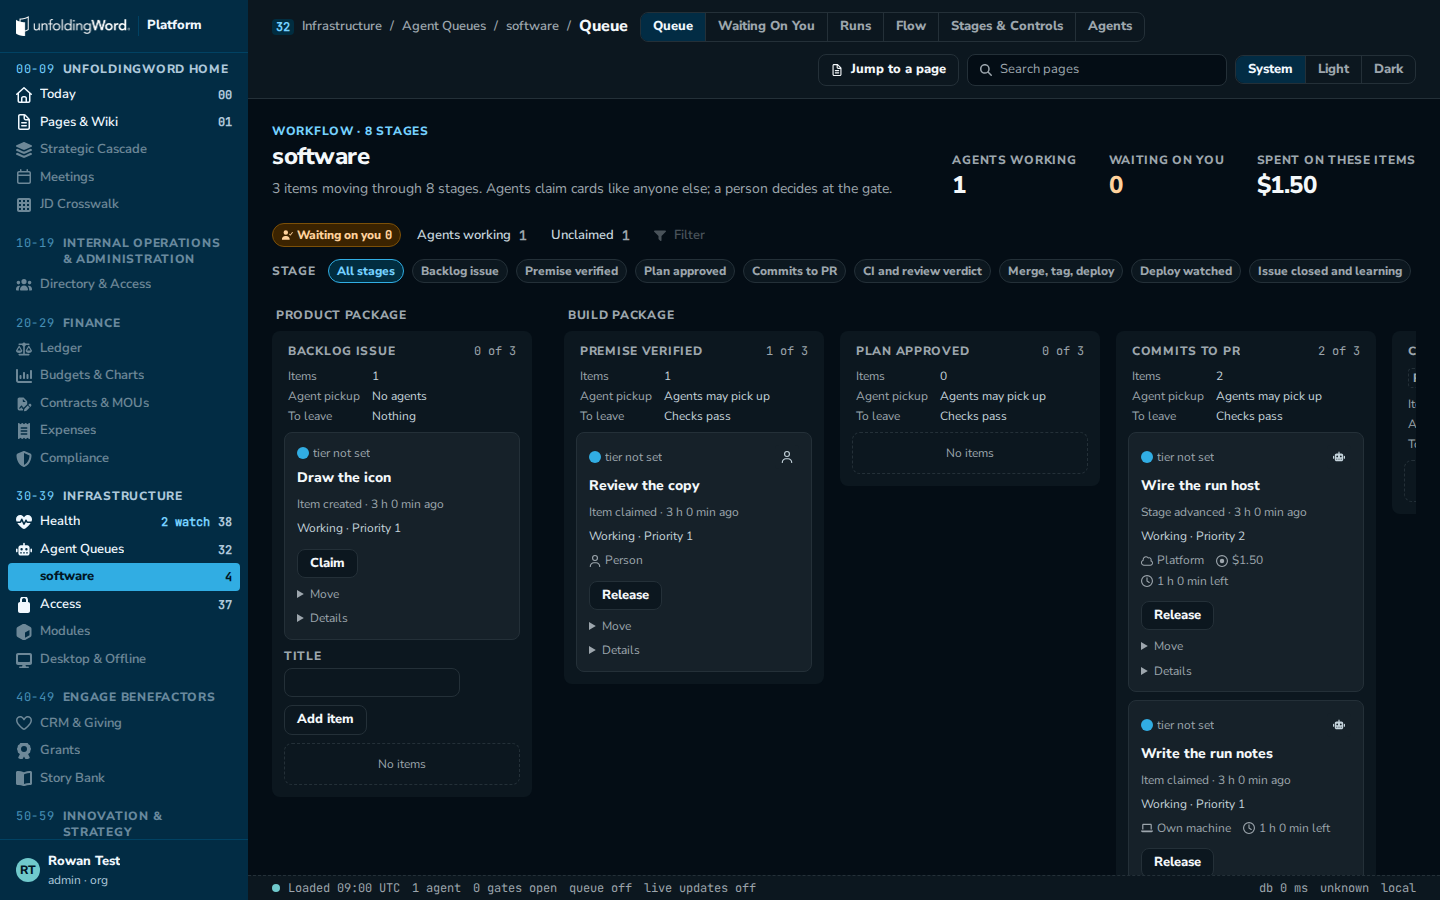 unfoldingWord. Platform
00-09 UNFOLDINGWORD HOME
Today 00
Pages & Wiki 01
Strategic Cascade
Meetings
JD Crosswalk
10-19 INTERNAL OPERATIONS
& ADMINISTRATION
Directory & Access
20-29 FINANCE
Ledger
Budgets & Charts
Contracts & MOUs
Expenses
Compliance
30-39 INFRASTRUCTURE
Health 2 watch 38
Agent Queues 32
software 4
Access 37
Modules
Desktop & Offline
40-49 ENGAGE BENEFACTORS
CRM & Giving
Grants
Story Bank
50-59 INNOVATION &
STRATEGY
RT Rowan Test
admin · org
32 Infrastructure / Agent Queues / software / Queue
Queue Waiting On You Runs Flow Stages & Controls Agents
Jump to a page Search pages System Light Dark
WORKFLOW · 8 STAGES
software
3 items moving through 8 stages. Agents claim cards like anyone else; a person decides at the gate.
AGENTS WORKING WAITING ON YOU SPENT ON THESE ITEMS
1 0 $1.50
Waiting on you 0 Agents working 1 Unclaimed 1 Filter
STAGE All stages Backlog issue Premise verified Plan approved Commits to PR CI and review verdict Merge, tag, deploy Deploy watched Issue closed and learning
PRODUCT PACKAGE
BACKLOG ISSUE 0 of 3
Items 1
Agent pickup No agents
To leave Nothing
tier not set
Draw the icon
Item created · 3 h 0 min ago
Working · Priority 1
Claim
Move
Details
TITLE
Add item
No items
BUILD PACKAGE
PREMISE VERIFIED 1 of 3
Items 1
Agent pickup Agents may pick up
To leave Checks pass
tier not set
Review the copy
Item claimed · 3 h 0 min ago
Working · Priority 1
Person
Release
Move
Details
PLAN APPROVED 0 of 3
Items 0
Agent pickup Agents may pick up
To leave Checks pass
No items
COMMITS TO PR 2 of 3
Items 2
Agent pickup Agents may pick up
To leave Checks pass
tier not set
Wire the run host
Stage advanced · 3 h 0 min ago
Working · Priority 2
Platform $1.50
1 h 0 min left
Release
Move
Details
tier not set
Write the run notes
Item claimed · 3 h 0 min ago
Working · Priority 1
Own machine 1 h 0 min left
Release
Loaded 09:00 UTC 1 agent 0 gates open queue off live updates off
db 0 ms unknown local